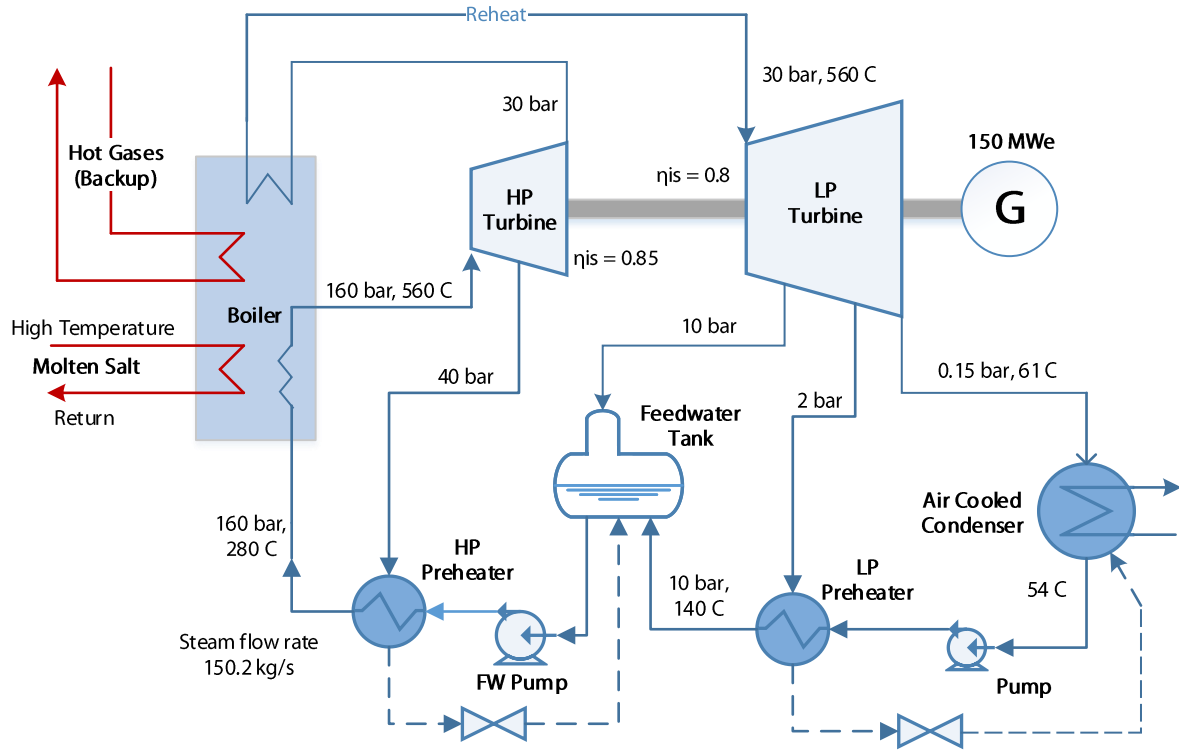 Reheat
30 bar, 560 C
30 bar
150 MWe
Hot Gases
(Backup)
ηis = 0.8
HP
Turbine
LP
Turbine
G
ηis = 0.85
160 bar, 560 C
Boiler
High Temperature
Molten Salt
Return
10 bar
40 bar
0.15 bar, 61 C
2 bar
Feedwater
Tank
Air Cooled
Condenser
160 bar,
280 C
HP
Preheater
10 bar,
140 C
LP
Preheater
54 C
Steam flow rate
150.2 kg/s
FW Pump
Pump